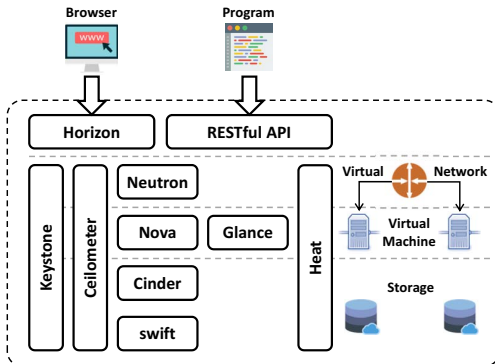 Browser
Program
WWW
Horizon
RESTful API
Keystone
Ceilometer
Neutron
Heat
Virtual
Network
Nova
Glance
Virtual
Machine
Cinder
Storage
swift